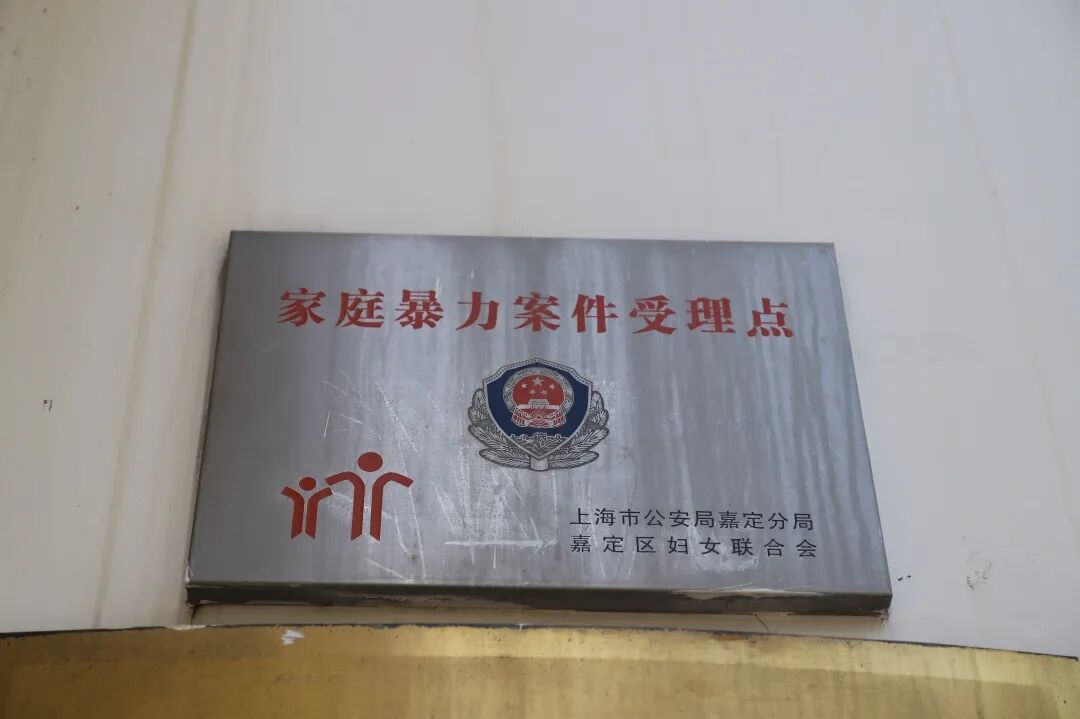 家庭暴力案件受理点
上海市公安局嘉定分局
嘉定区妇女联合会